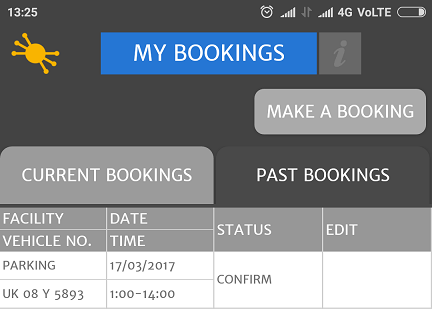 13:25 4G VoLTE
MY BOOKINGS i
MAKE A BOOKING
CURRENT BOOKINGS PAST BOOKINGS
FACILITY DATE STATUS EDIT
VEHICLE NO. TIME
PARKING 17/03/2017 CONFIRM
UK 08 Y 5893 1:00-14:00